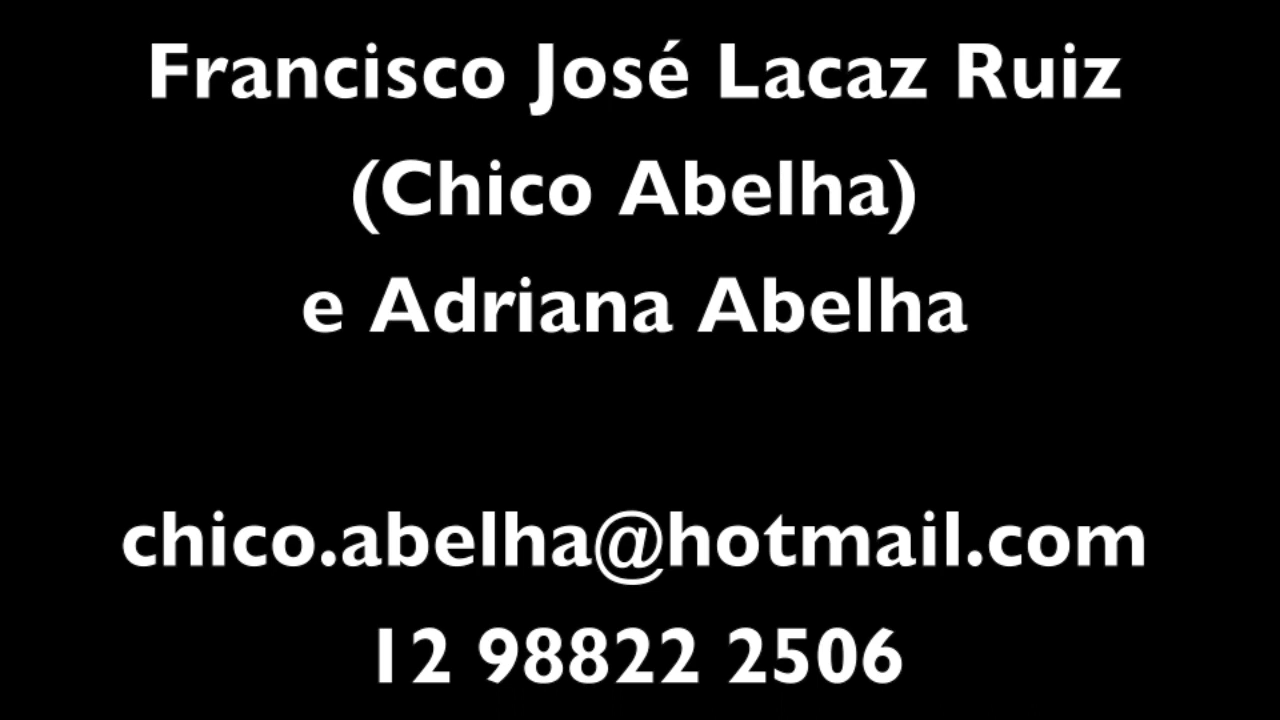 Francisco José Lacaz Ruiz
(Chico Abelha)
e Adriana Abelha
chico.abelha@hotmail.com
12 98822 2506